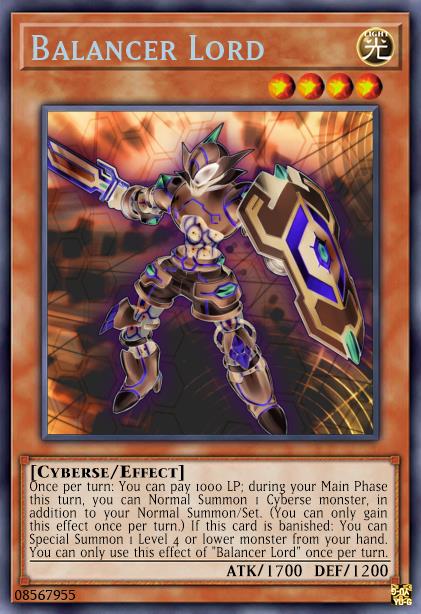 BALANCER LORD
LIGHT
光
[CYBERSE/EFFECT]
Once per turn: You can pay 1000 LP; during your Main Phase
this turn, you can Normal Summon 1 Cyberse monster, in
addition to your Normal Summon/Set. (You can only gain
this effect once per turn.) If this card is banished: You can
Special Summon 1 Level 4 or lower monster from your hand.
You can only use this effect of "Balancer Lord" once per turn.
ATK/1700 DEF/1200
08567955